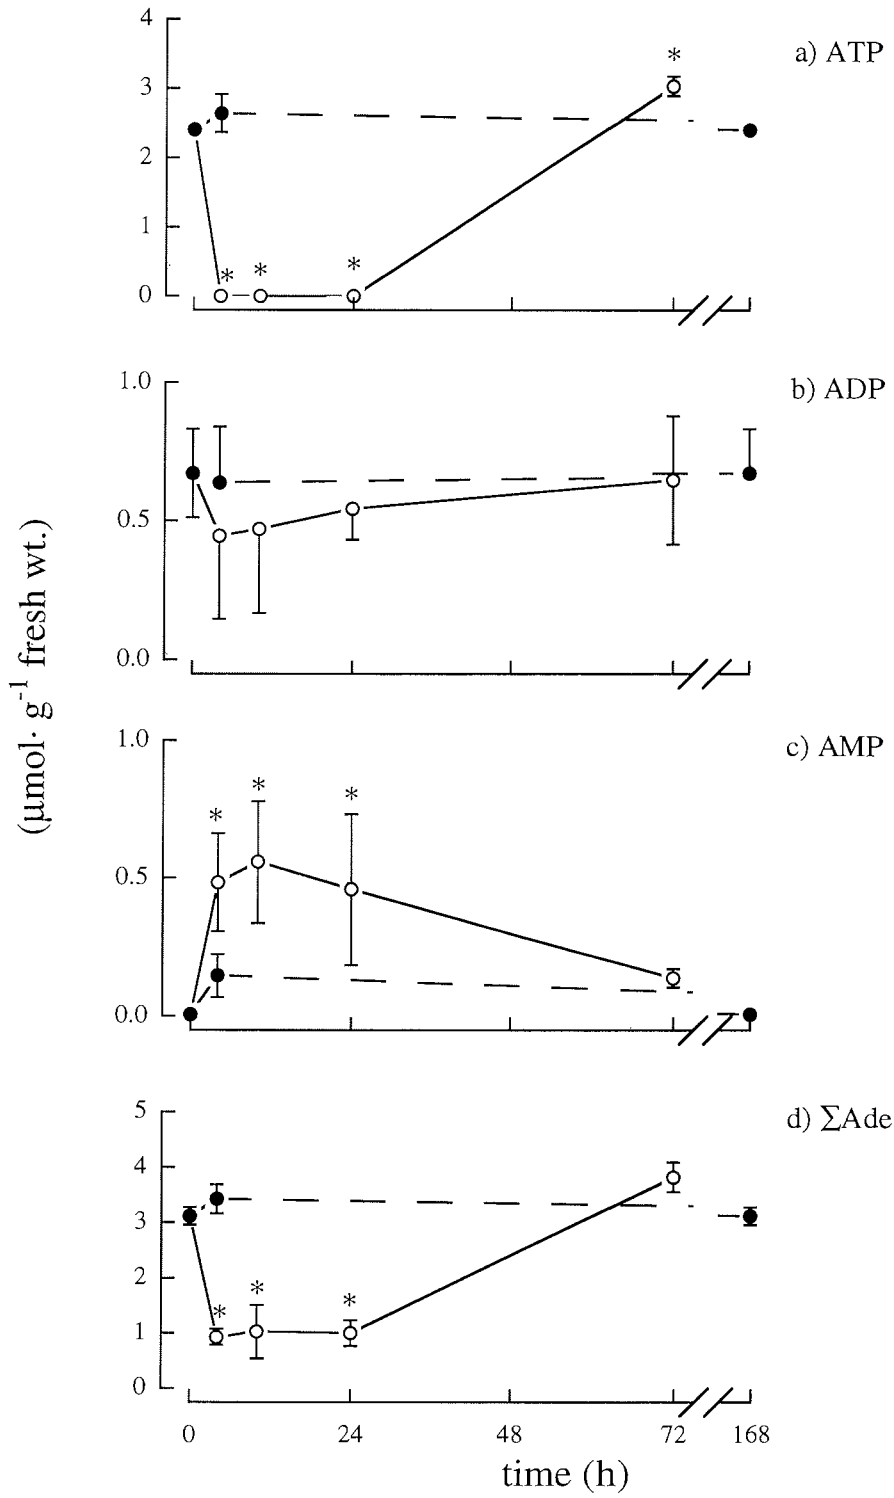 4
a) ATP
*
3
2
1
* * *
0
1.0
b) ADP
0.5
0.0
(μmol· g⁻¹ fresh wt.)
1.0
c) AMP
* * *
0.5
0.0
5
d) ΣAde
4
3
2
* * *
1
0
0 24 48 72 168
time (h)